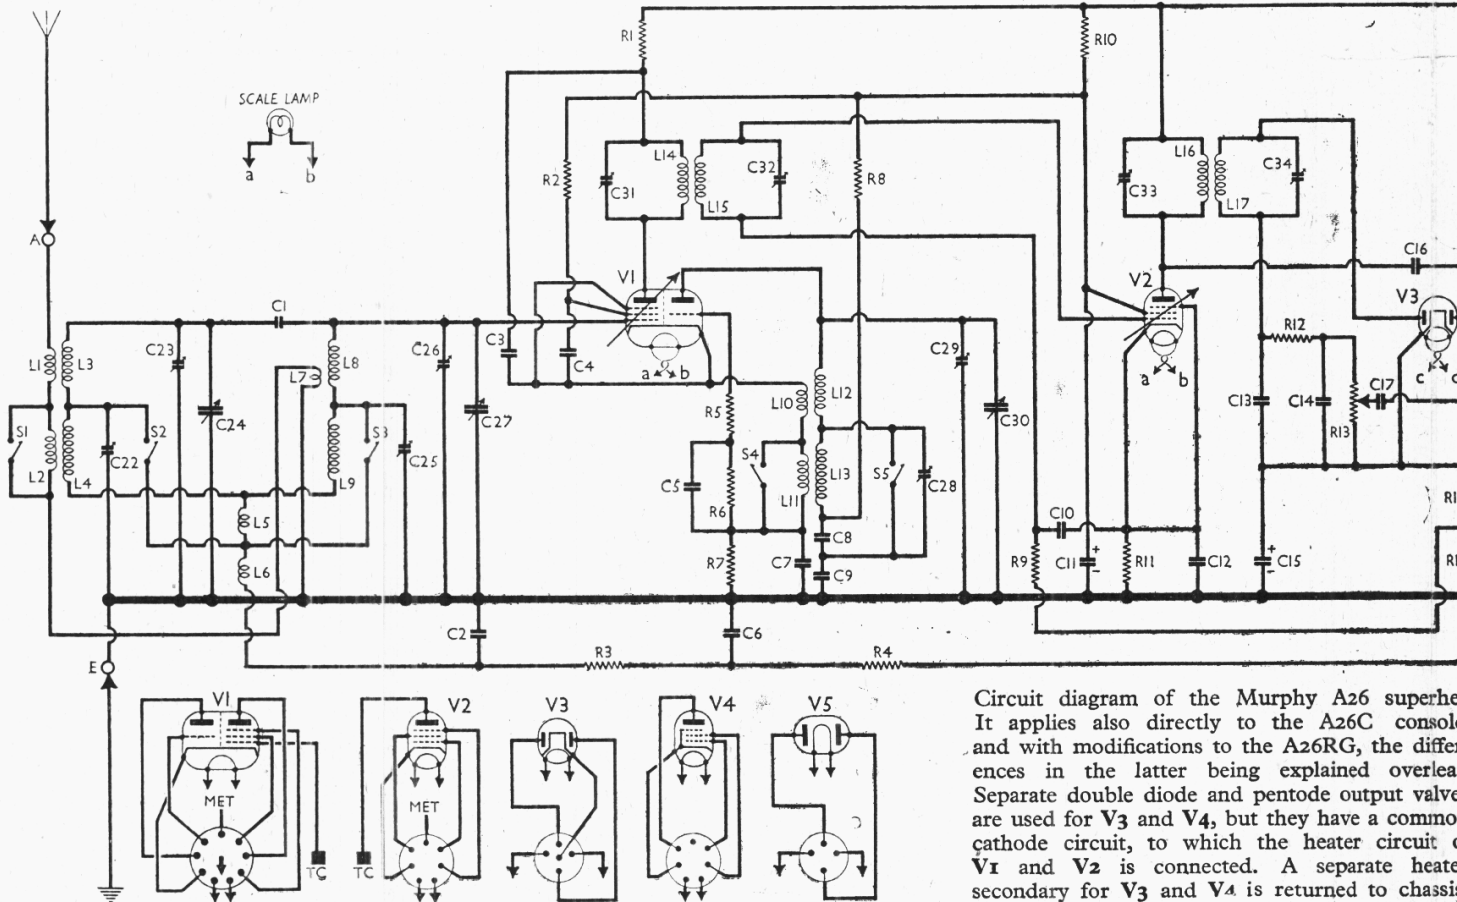 R1
R10
SCALE LAMP
a b
L14
C32
L16
C34
R2
C31
R8
C33
L15
L17
A
C16
V1
V2
V3
C1
R12
C23
C26
C3
C29
L1 L3
L7 L8
C4
a b
a b
c
L12
L10
C13
C14
C17
C24
R5
C30
S1
S2
S3
C27
R13
C22
C25
S4
S5
L2
L4
L9
C5
L11
L13
C28
L5
R6
C10
C8
L6
R7
C7
C9
R9
C11 + -
R11
C12
+ - C15
C2
C6
E
R3
R4
V1
V2
V3
V4
V5
MET
MET
TC
TC
Circuit diagram of the Murphy A26 superhe
It applies also directly to the A26C consol
and with modifications to the A26RG, the differ
ences in the latter being explained overlea
Separate double diode and pentode output valve
are used for V3 and V4, but they have a commo
cathode circuit, to which the heater circuit o
V1 and V2 is connected. A separate heate
secondary for V3 and V4 is returned to chassis